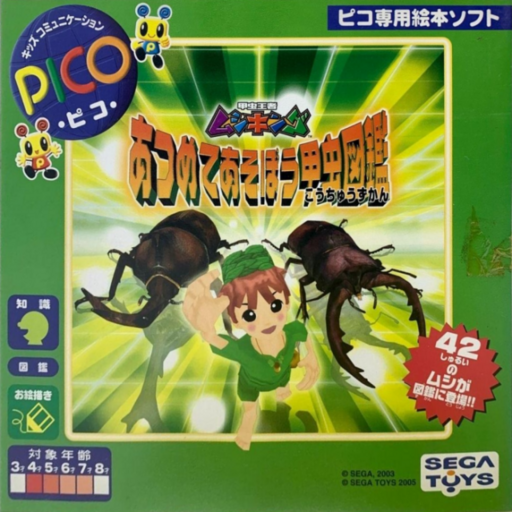 キッズコミュニケーション
PICO
・ピコ・
ピコ専用絵本ソフト
甲虫王者
ムシキング
あつめてあそぼう甲虫図鑑
こうちゅうずかん
知識
図鑑
お絵描き
対象年齢
3才 4才 5才 6才 7才 8才
42
しゅるい
のムシが
図鑑に登場!!
© SEGA, 2003
© SEGA TOYS 2005
SEGA
TOYS